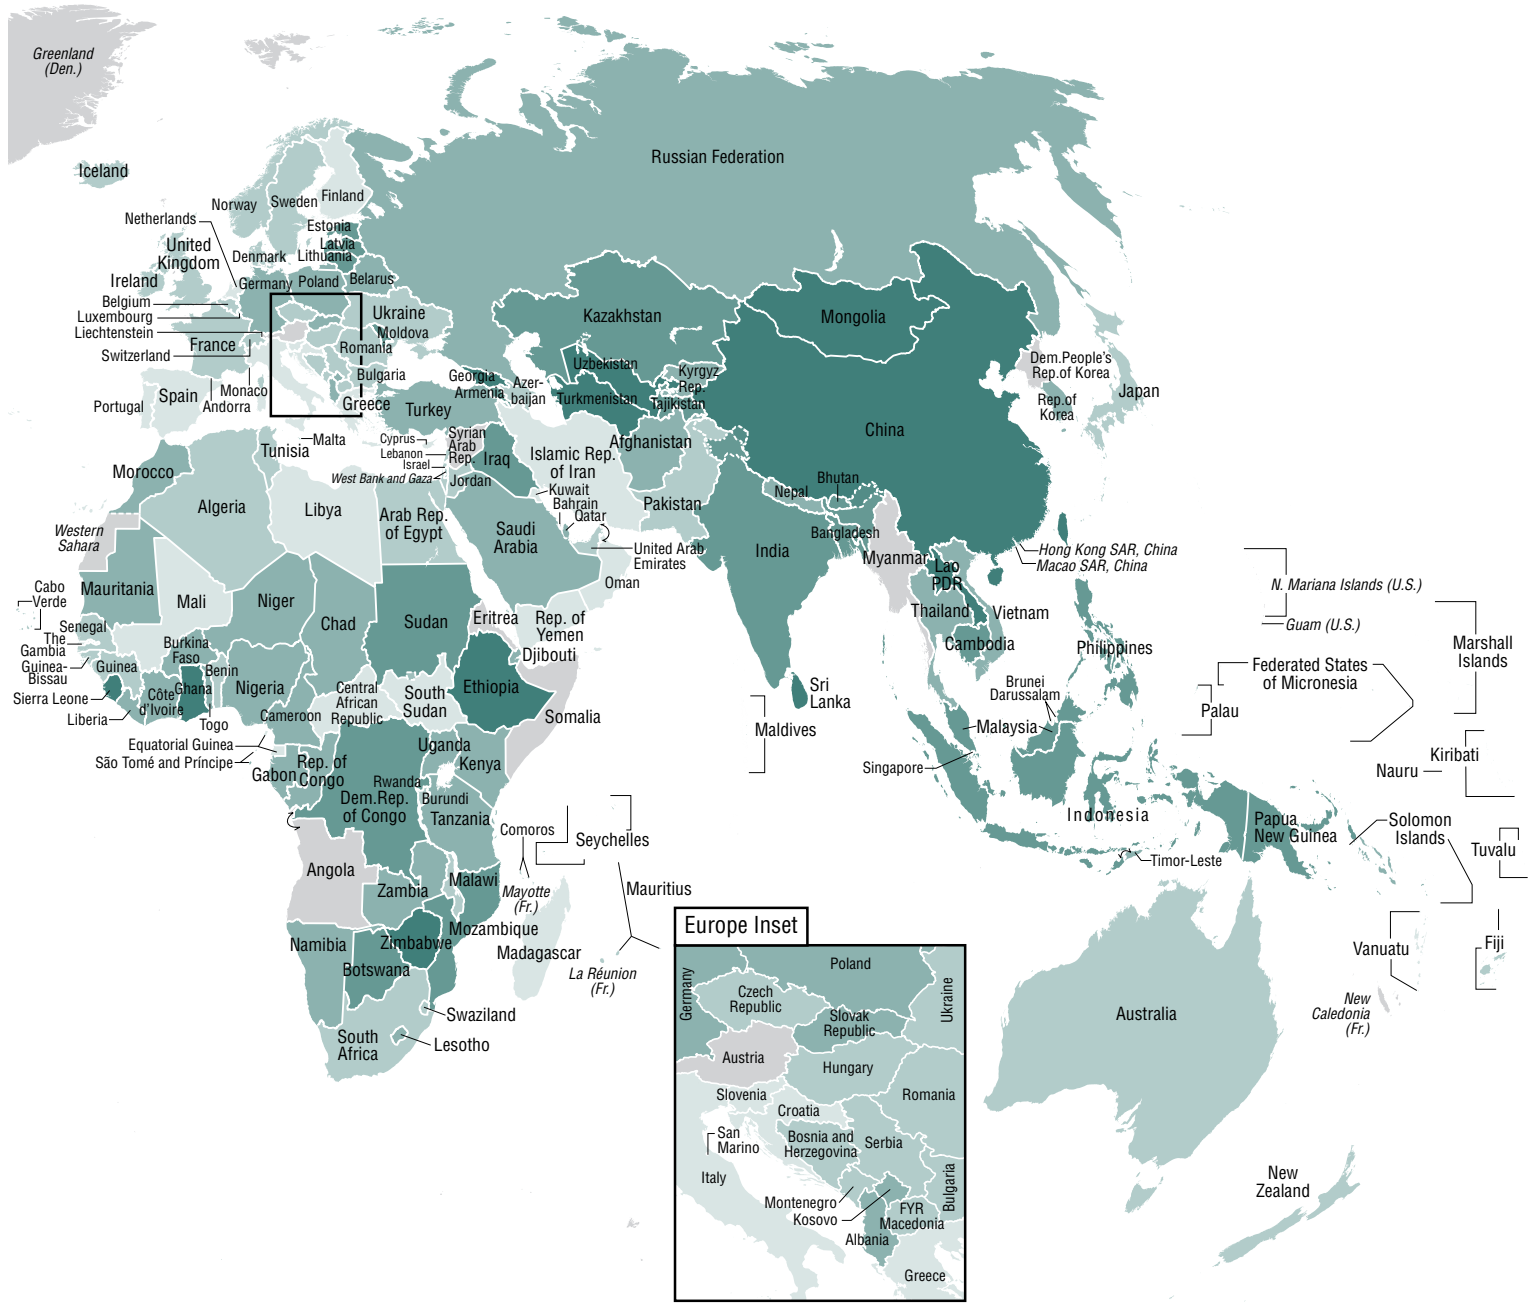 Greenland
(Den.)
Iceland
Russian Federation
Norway
Sweden
Finland
Netherlands
Estonia
Latvia
Lithuania
United
Kingdom
Denmark
Ireland
Germany
Poland
Belarus
Belgium
Luxembourg
Liechtenstein
Switzerland
France
Ukraine
Moldova
Romania
Bulgaria
Spain
Portugal
Monaco
Andorra
Greece
Turkey
Georgia
Armenia
Azer-
baijan
Kazakhstan
Uzbekistan
Turkmenistan
Kyrgyz
Rep.
Tajikistan
Mongolia
China
Dem.People's
Rep.of Korea
Rep.of
Korea
Japan
Malta
Tunisia
Cyprus
Lebanon
Israel
West Bank and Gaza
Syrian
Arab
Rep.
Iraq
Jordan
Islamic Rep.
of Iran
Afghanistan
Kuwait
Bahrain
Qatar
Pakistan
Nepal
Bhutan
Bangladesh
India
Myanmar
Morocco
Algeria
Libya
Arab Rep.
of Egypt
Saudi
Arabia
United Arab
Emirates
Oman
Western
Sahara
Hong Kong SAR, China
Macao SAR, China
Lao
PDR
Thailand
Vietnam
Cambodia
Philippines
N. Mariana Islands (U.S.)
Guam (U.S.)
Marshall
Islands
Federated States
of Micronesia
Palau
Kiribati
Nauru
Cabo
Verde
Mauritania
Mali
Niger
Chad
Sudan
Eritrea
Rep. of
Yemen
Djibouti
Senegal
The
Gambia
Guinea-
Bissau
Guinea
Sierra Leone
Liberia
Côte
d'Ivoire
Burkina
Faso
Ghana
Togo
Benin
Nigeria
Cameroon
Central
African
Republic
South
Sudan
Ethiopia
Somalia
Equatorial Guinea
São Tomé and Príncipe
Gabon
Rep. of
Congo
Dem.Rep.
of Congo
Uganda
Kenya
Rwanda
Burundi
Tanzania
Sri
Lanka
Maldives
Brunei
Darussalam
Malaysia
Singapore
Indonesia
Papua
New Guinea
Timor-Leste
Solomon
Islands
Tuvalu
Comoros
Seychelles
Mayotte
(Fr.)
Mauritius
La Réunion
(Fr.)
Madagascar
Angola
Zambia
Malawi
Mozambique
Zimbabwe
Namibia
Botswana
Swaziland
Lesotho
South
Africa
Australia
New
Zealand
Vanuatu
Fiji
New
Caledonia
(Fr.)
Europe Inset
Germany
Poland
Czech
Republic
Slovak
Republic
Ukraine
Austria
Hungary
Romania
Slovenia
Croatia
San
Marino
Bosnia and
Herzegovina
Serbia
Italy
Montenegro
Kosovo
Bulgaria
FYR
Macedonia
Albania
Greece